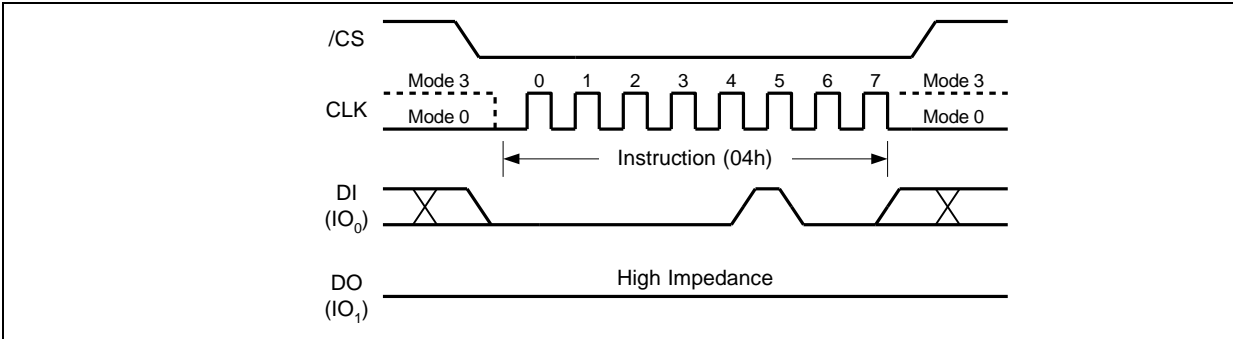 /CS
Mode 3 0 1 2 3 4 5 6 7 Mode 3
CLK
Mode 0 Mode 0
Instruction (04h)
DI
(IO0)
High Impedance
DO
(IO1)